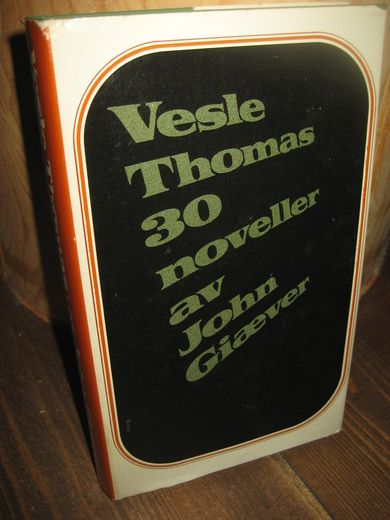 Vesle
Thomas
30
noveller
av
John
Giæver